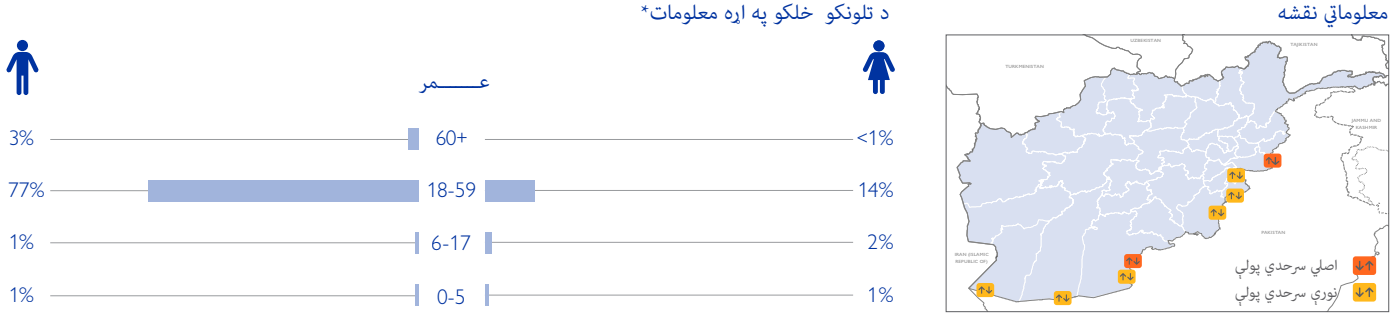 معلوماتي نقشه
د تلونکو خلکو په اړه معلومات*
عـــــــمر
3% 60+ <1%
77% 18-59 14%
1% 6-17 2%
1% 0-5 1%
UZBEKISTAN
TAJIKISTAN
TURKMENISTAN
JAMMU AND
KASHMIR
PAKISTAN
IRAN (ISLAMIC
REPUBLIC OF)
اصلي سرحدي پولې
نورې سرحدي پولې